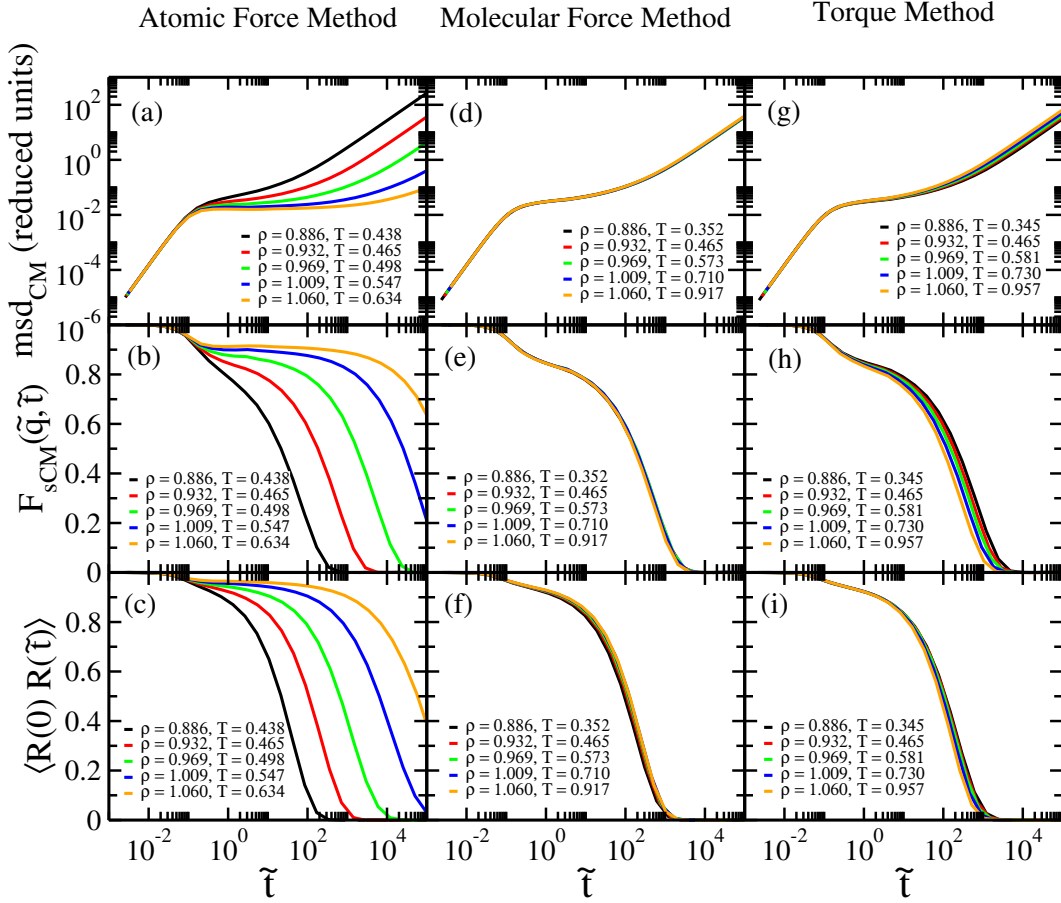 Atomic Force Method
Molecular Force Method
Torque Method
msd_CM (reduced units)
10^2
10^0
10^-2
10^-4
10^-6
(a)
ρ = 0.886, T = 0.438
ρ = 0.932, T = 0.465
ρ = 0.969, T = 0.498
ρ = 1.009, T = 0.547
ρ = 1.060, T = 0.634
(d)
ρ = 0.886, T = 0.352
ρ = 0.932, T = 0.465
ρ = 0.969, T = 0.573
ρ = 1.009, T = 0.710
ρ = 1.060, T = 0.917
(g)
ρ = 0.886, T = 0.345
ρ = 0.932, T = 0.465
ρ = 0.969, T = 0.581
ρ = 1.009, T = 0.730
ρ = 1.060, T = 0.957
F_sCM(q̃, t̃)
0.8
0.6
0.4
0.2
0
(b)
ρ = 0.886, T = 0.438
ρ = 0.932, T = 0.465
ρ = 0.969, T = 0.498
ρ = 1.009, T = 0.547
ρ = 1.060, T = 0.634
(e)
ρ = 0.886, T = 0.352
ρ = 0.932, T = 0.465
ρ = 0.969, T = 0.573
ρ = 1.009, T = 0.710
ρ = 1.060, T = 0.917
(h)
ρ = 0.886, T = 0.345
ρ = 0.932, T = 0.465
ρ = 0.969, T = 0.581
ρ = 1.009, T = 0.730
ρ = 1.060, T = 0.957
⟨R(0) R(t̃)⟩
0.8
0.6
0.4
0.2
0
(c)
ρ = 0.886, T = 0.438
ρ = 0.932, T = 0.465
ρ = 0.969, T = 0.498
ρ = 1.009, T = 0.547
ρ = 1.060, T = 0.634
(f)
ρ = 0.886, T = 0.352
ρ = 0.932, T = 0.465
ρ = 0.969, T = 0.573
ρ = 1.009, T = 0.710
ρ = 1.060, T = 0.917
(i)
ρ = 0.886, T = 0.345
ρ = 0.932, T = 0.465
ρ = 0.969, T = 0.581
ρ = 1.009, T = 0.730
ρ = 1.060, T = 0.957
10^-2 10^0 10^2 10^4
10^-2 10^0 10^2 10^4
10^-2 10^0 10^2 10^4
t̃
t̃
t̃